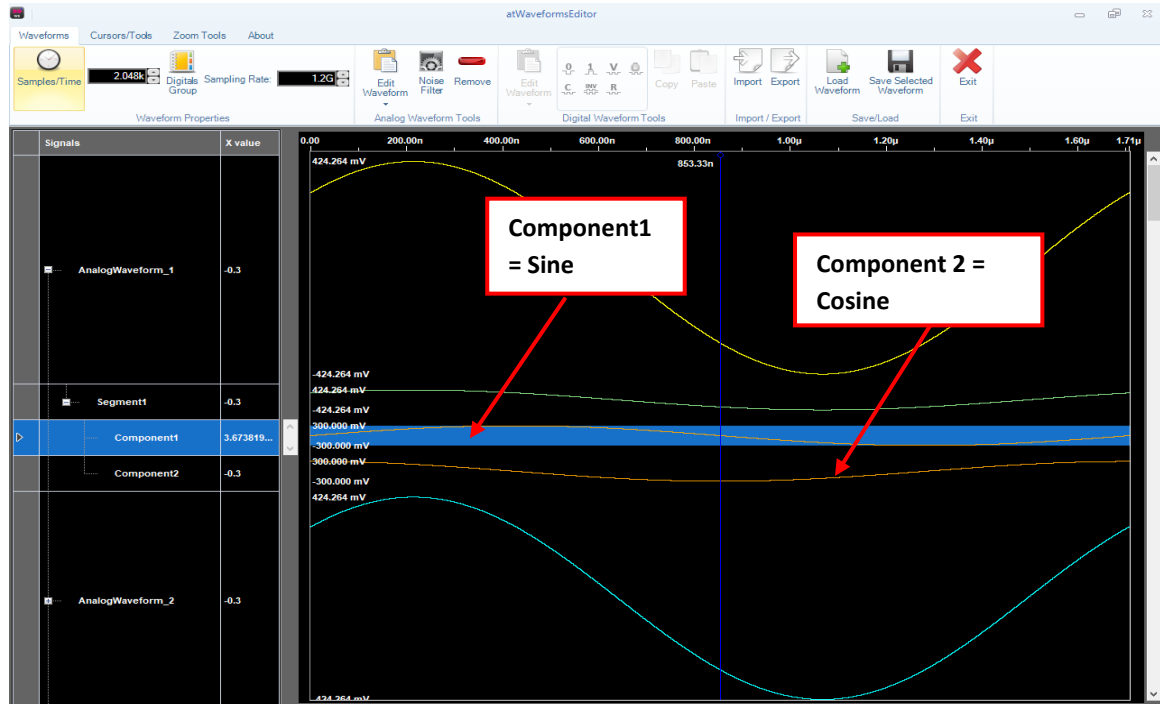 atWaveformsEditor
Waveforms Cursors/Tools Zoom Tools About
Samples/Time 2.048k Digitals Group Sampling Rate: 1.2G
Edit Waveform Noise Filter Remove
Edit Waveform 0 1 V C INV R Copy Paste
Import Export
Load Waveform Save Selected Waveform
Exit
Waveform Properties Analog Waveform Tools Digital Waveform Tools Import / Export Save/Load Exit
Signals X value
0.00 200.00n 400.00n 600.00n 800.00n 1.00µ 1.20µ 1.40µ 1.60µ 1.71µ
424.264 mV
853.33n
Component1
= Sine
Component 2 =
Cosine
AnalogWaveform_1 -0.3
-424.264 mV
424.264 mV
Segment1 -0.3
-424.264 mV
300.000 mV
Component1 3.673819...
-300.000 mV
300.000 mV
Component2 -0.3
-300.000 mV
424.264 mV
AnalogWaveform_2 -0.3
-424.264 mV